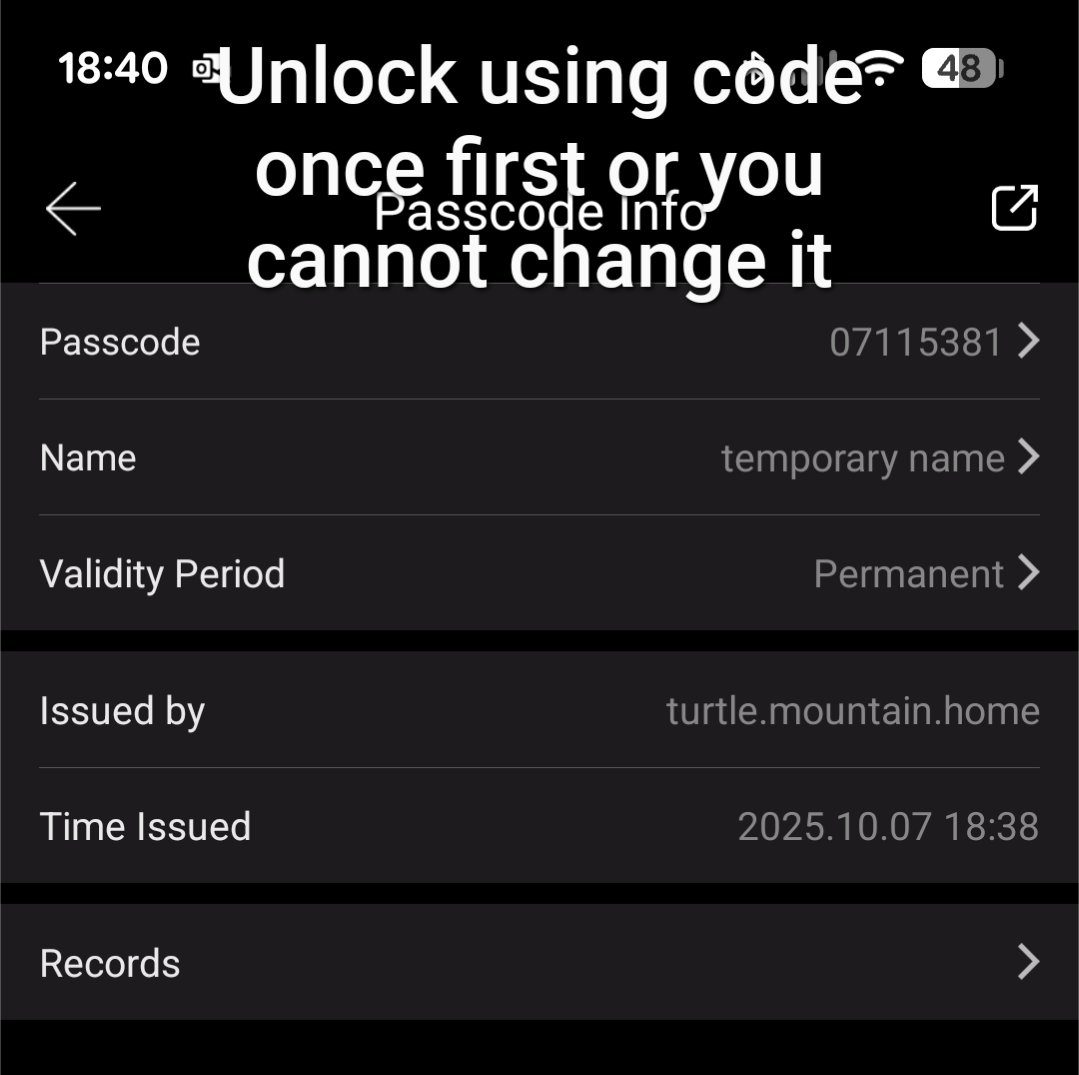 18:40
48
Unlock using code
once first or you
cannot change it
Passcode Info
Passcode 07115381
Name temporary name
Validity Period Permanent
Issued by turtle.mountain.home
Time Issued 2025.10.07 18:38
Records